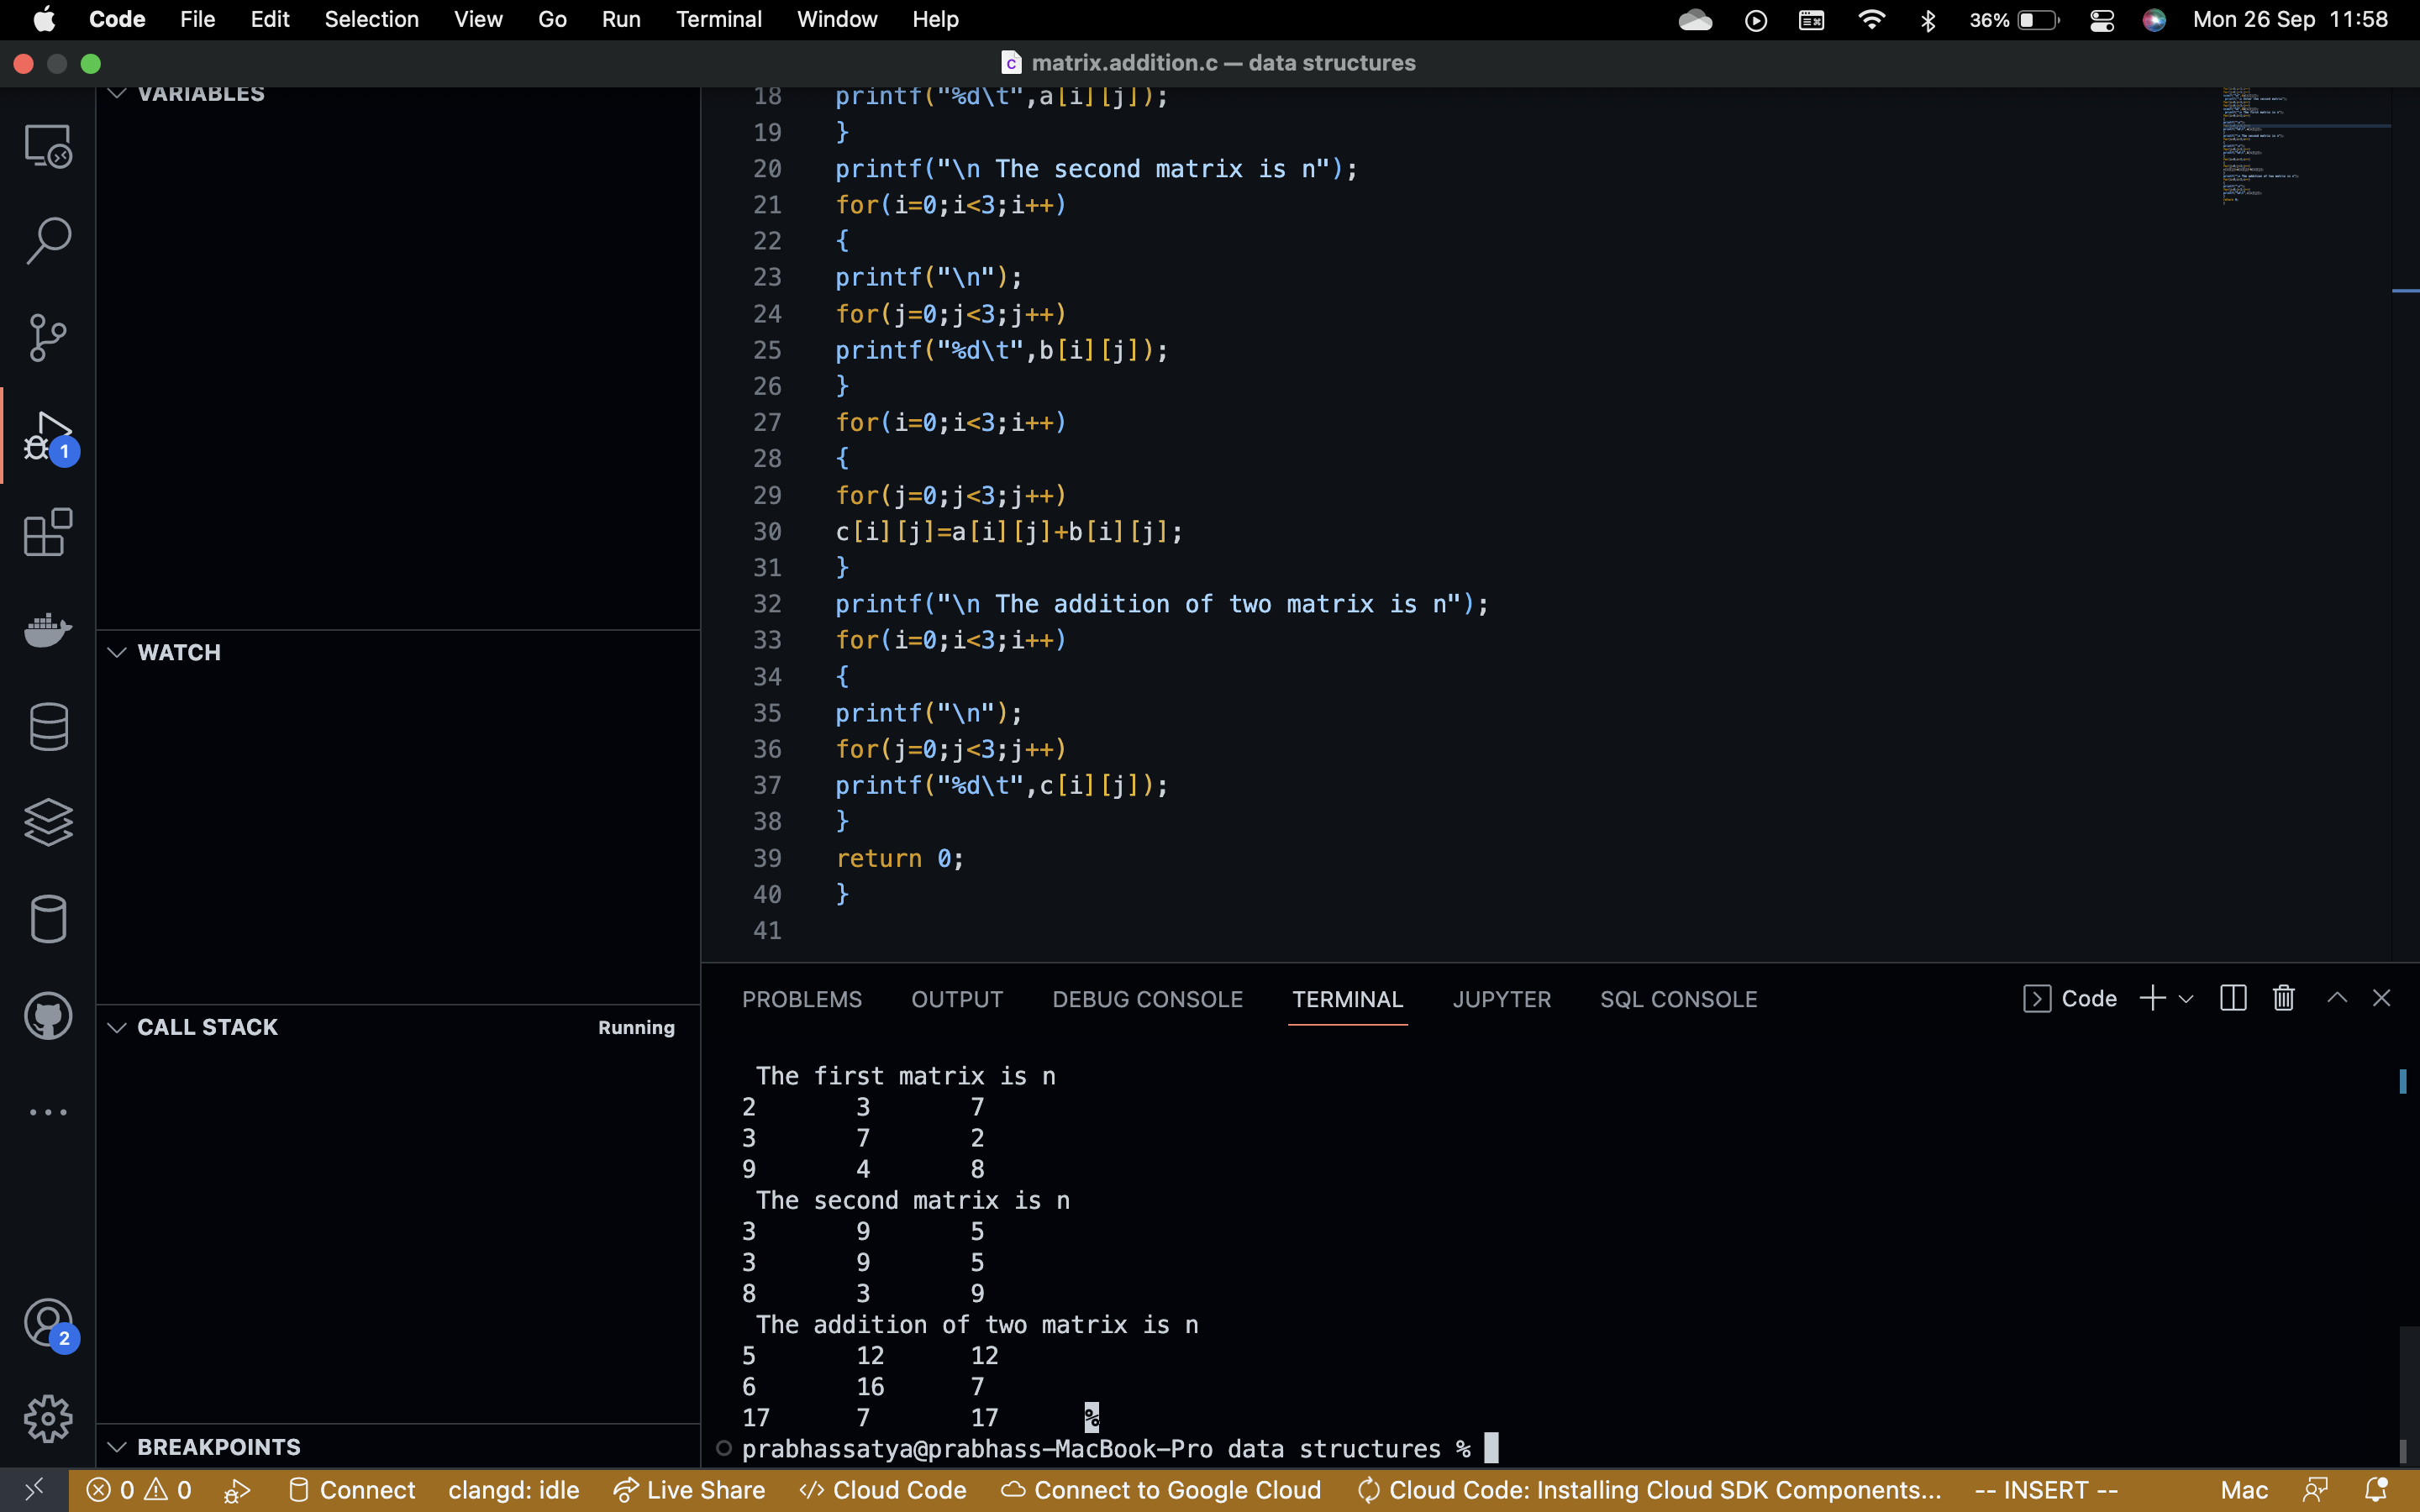 Code File Edit Selection View Go Run Terminal Window Help 36% Mon 26 Sep 11:58
matrix.addition.c — data structures
VARIABLES
18 printf("%d\t",a[i][j]);
19 }
20 printf("\n The second matrix is n");
21 for(i=0;i<3;i++)
22 {
23 printf("\n");
24 for(j=0;j<3;j++)
25 printf("%d\t",b[i][j]);
26 }
27 for(i=0;i<3;i++)
28 {
29 for(j=0;j<3;j++)
30 c[i][j]=a[i][j]+b[i][j];
31 }
32 printf("\n The addition of two matrix is n");
33 for(i=0;i<3;i++)
34 {
35 printf("\n");
36 for(j=0;j<3;j++)
37 printf("%d\t",c[i][j]);
38 }
39 return 0;
40 }
41
1
WATCH
CALL STACK Running
BREAKPOINTS
2
PROBLEMS OUTPUT DEBUG CONSOLE TERMINAL JUPYTER SQL CONSOLE Code
The first matrix is n
2 3 7
3 7 2
9 4 8
The second matrix is n
3 9 5
3 9 5
8 3 9
The addition of two matrix is n
5 12 12
6 16 7
17 7 17 %
prabhassatya@prabhass-MacBook-Pro data structures %
0 0 Connect clangd: idle Live Share </> Cloud Code Connect to Google Cloud Cloud Code: Installing Cloud SDK Components... -- INSERT -- Mac